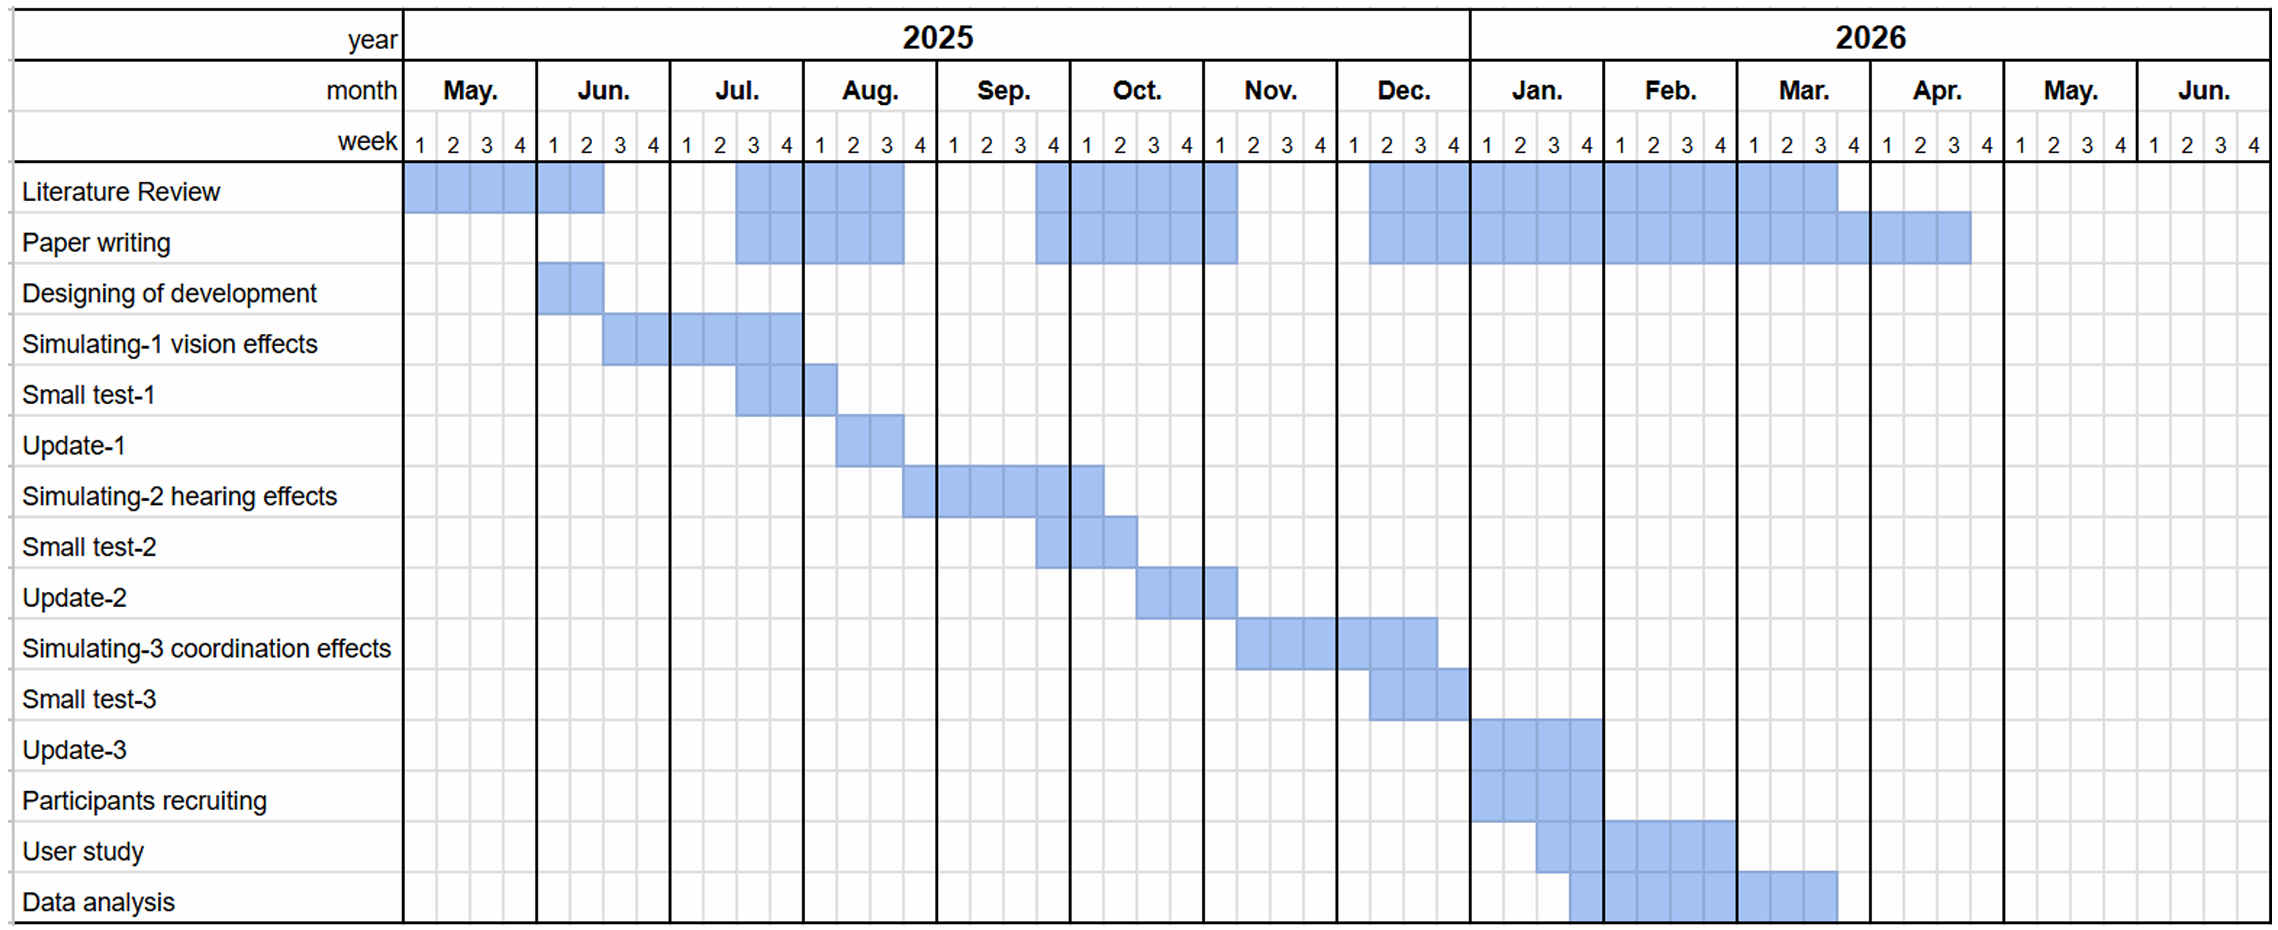 year 2025 2026
month May. Jun. Jul. Aug. Sep. Oct. Nov. Dec. Jan. Feb. Mar. Apr. May. Jun.
week 1 2 3 4 1 2 3 4 1 2 3 4 1 2 3 4 1 2 3 4 1 2 3 4 1 2 3 4 1 2 3 4 1 2 3 4 1 2 3 4 1 2 3 4 1 2 3 4 1 2 3 4 1 2 3 4
Literature Review
Paper writing
Designing of development
Simulating-1 vision effects
Small test-1
Update-1
Simulating-2 hearing effects
Small test-2
Update-2
Simulating-3 coordination effects
Small test-3
Update-3
Participants recruiting
User study
Data analysis